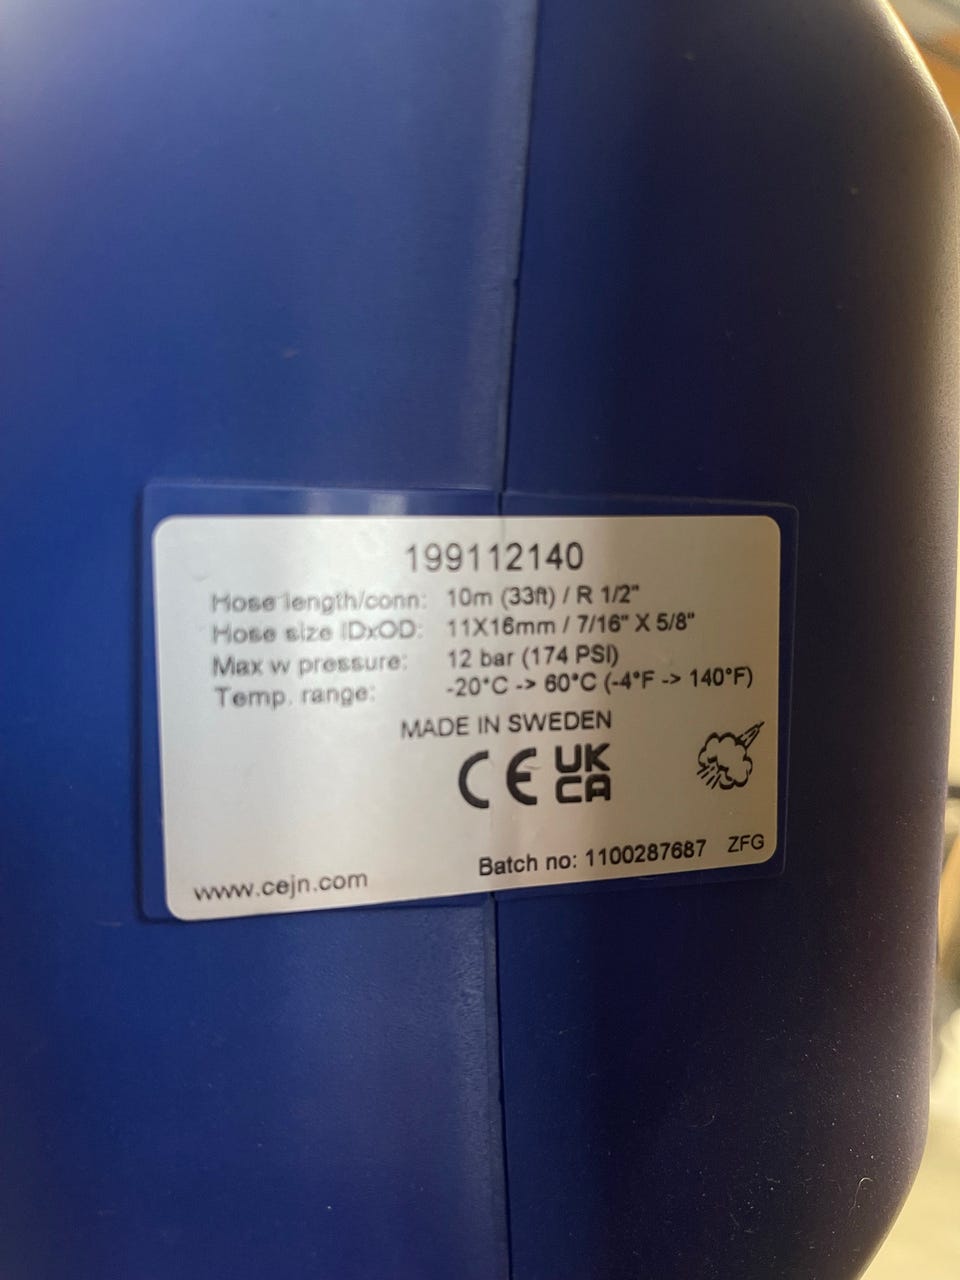 199112140
Hose length/conn: 10m (33ft) / R 1/2"
Hose size IDxOD: 11X16mm / 7/16" X 5/8"
Max w pressure: 12 bar (174 PSI)
Temp. range: -20°C -> 60°C (-4°F -> 140°F)
MADE IN SWEDEN
CE UK
CA
Batch no: 1100287687 ZFG
www.cejn.com